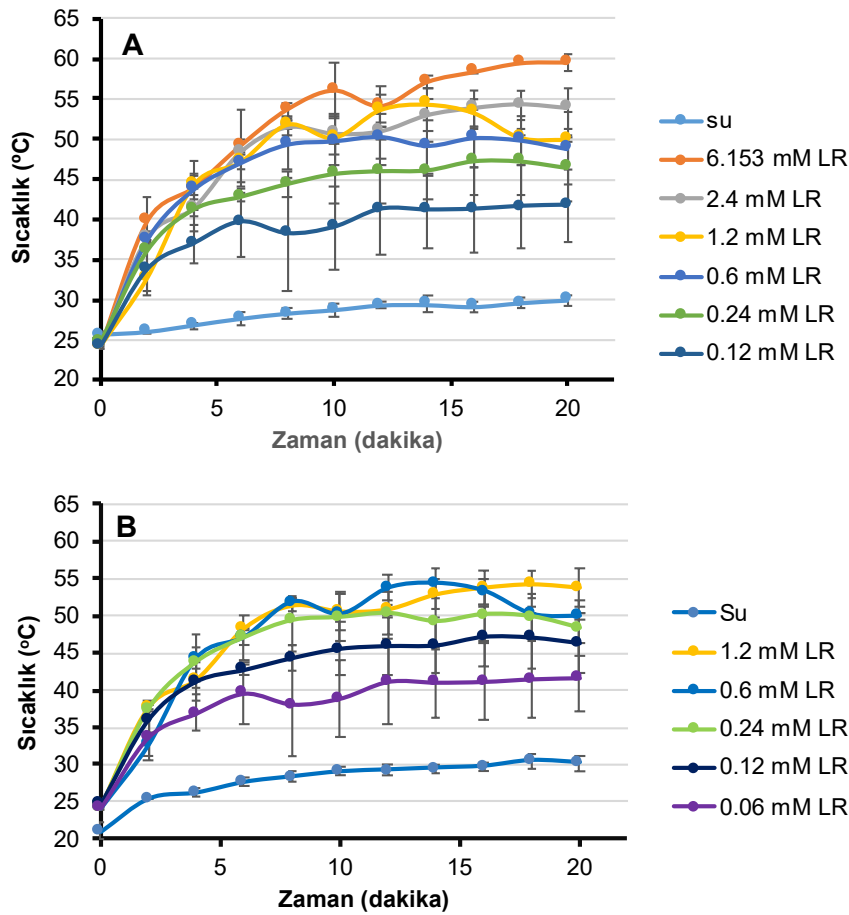 A
65
60
55
50
45
40
35
30
25
20
Sıcaklık (ºC)
0 5 10 15 20
Zaman (dakika)
su
6.153 mM LR
2.4 mM LR
1.2 mM LR
0.6 mM LR
0.24 mM LR
0.12 mM LR
B
65
60
55
50
45
40
35
30
25
20
Sıcaklık (ºC)
0 5 10 15 20
Zaman (dakika)
Su
1.2 mM LR
0.6 mM LR
0.24 mM LR
0.12 mM LR
0.06 mM LR